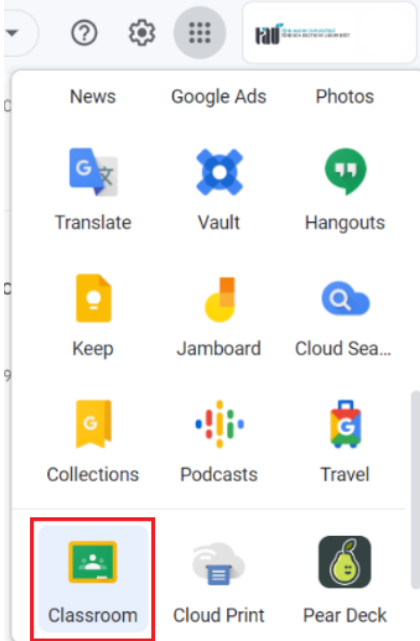 tau
News Google Ads Photos
Translate Vault Hangouts
Keep Jamboard Cloud Sea...
Collections Podcasts Travel
Classroom Cloud Print Pear Deck